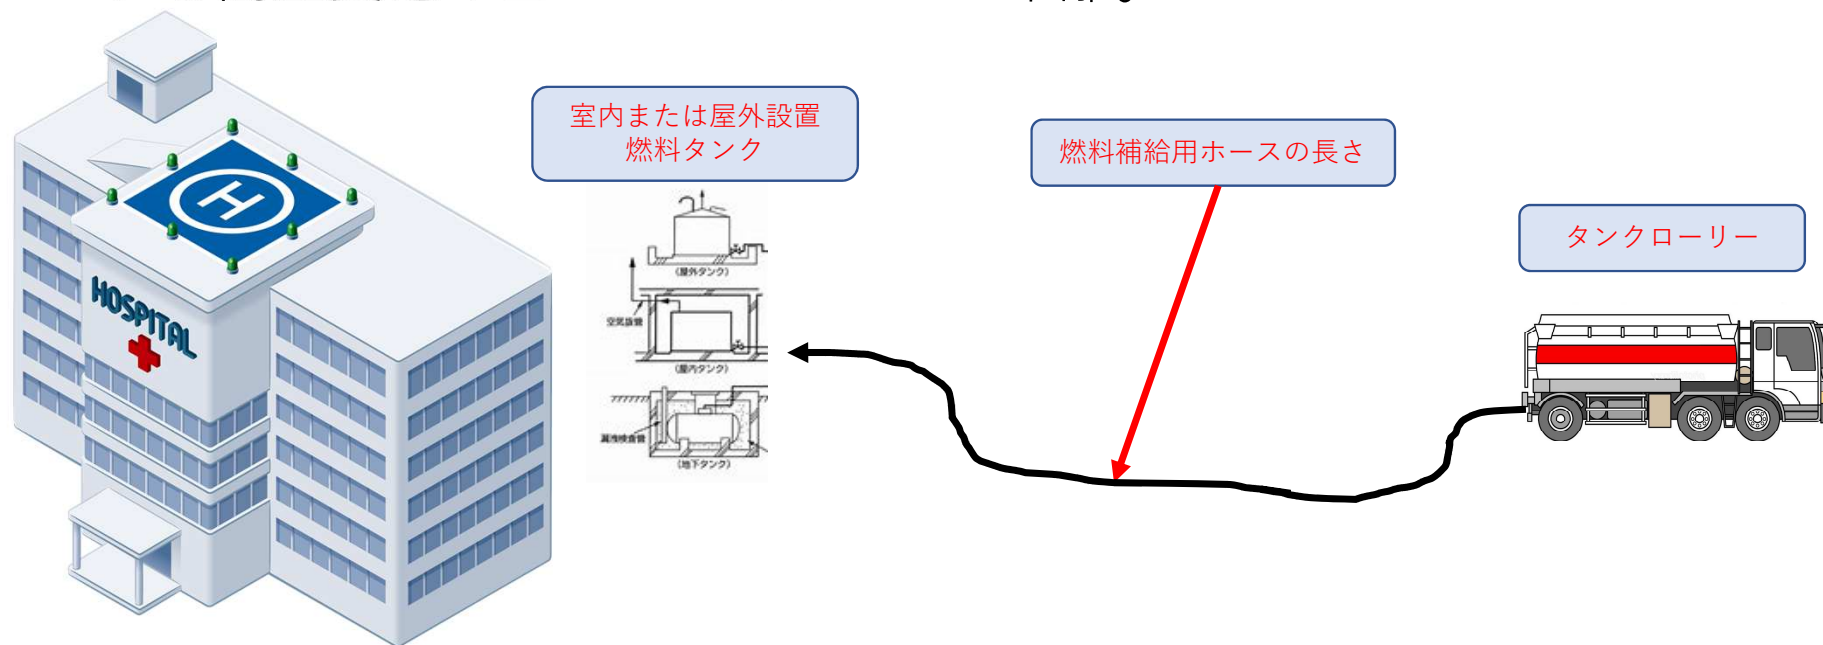 室内または屋外設置
燃料タンク
燃料補給用ホースの長さ
タンクローリー
HOSPITAL
H
(屋外タンク)
空気抜管
(屋内タンク)
漏洩検査管
(地下タンク)